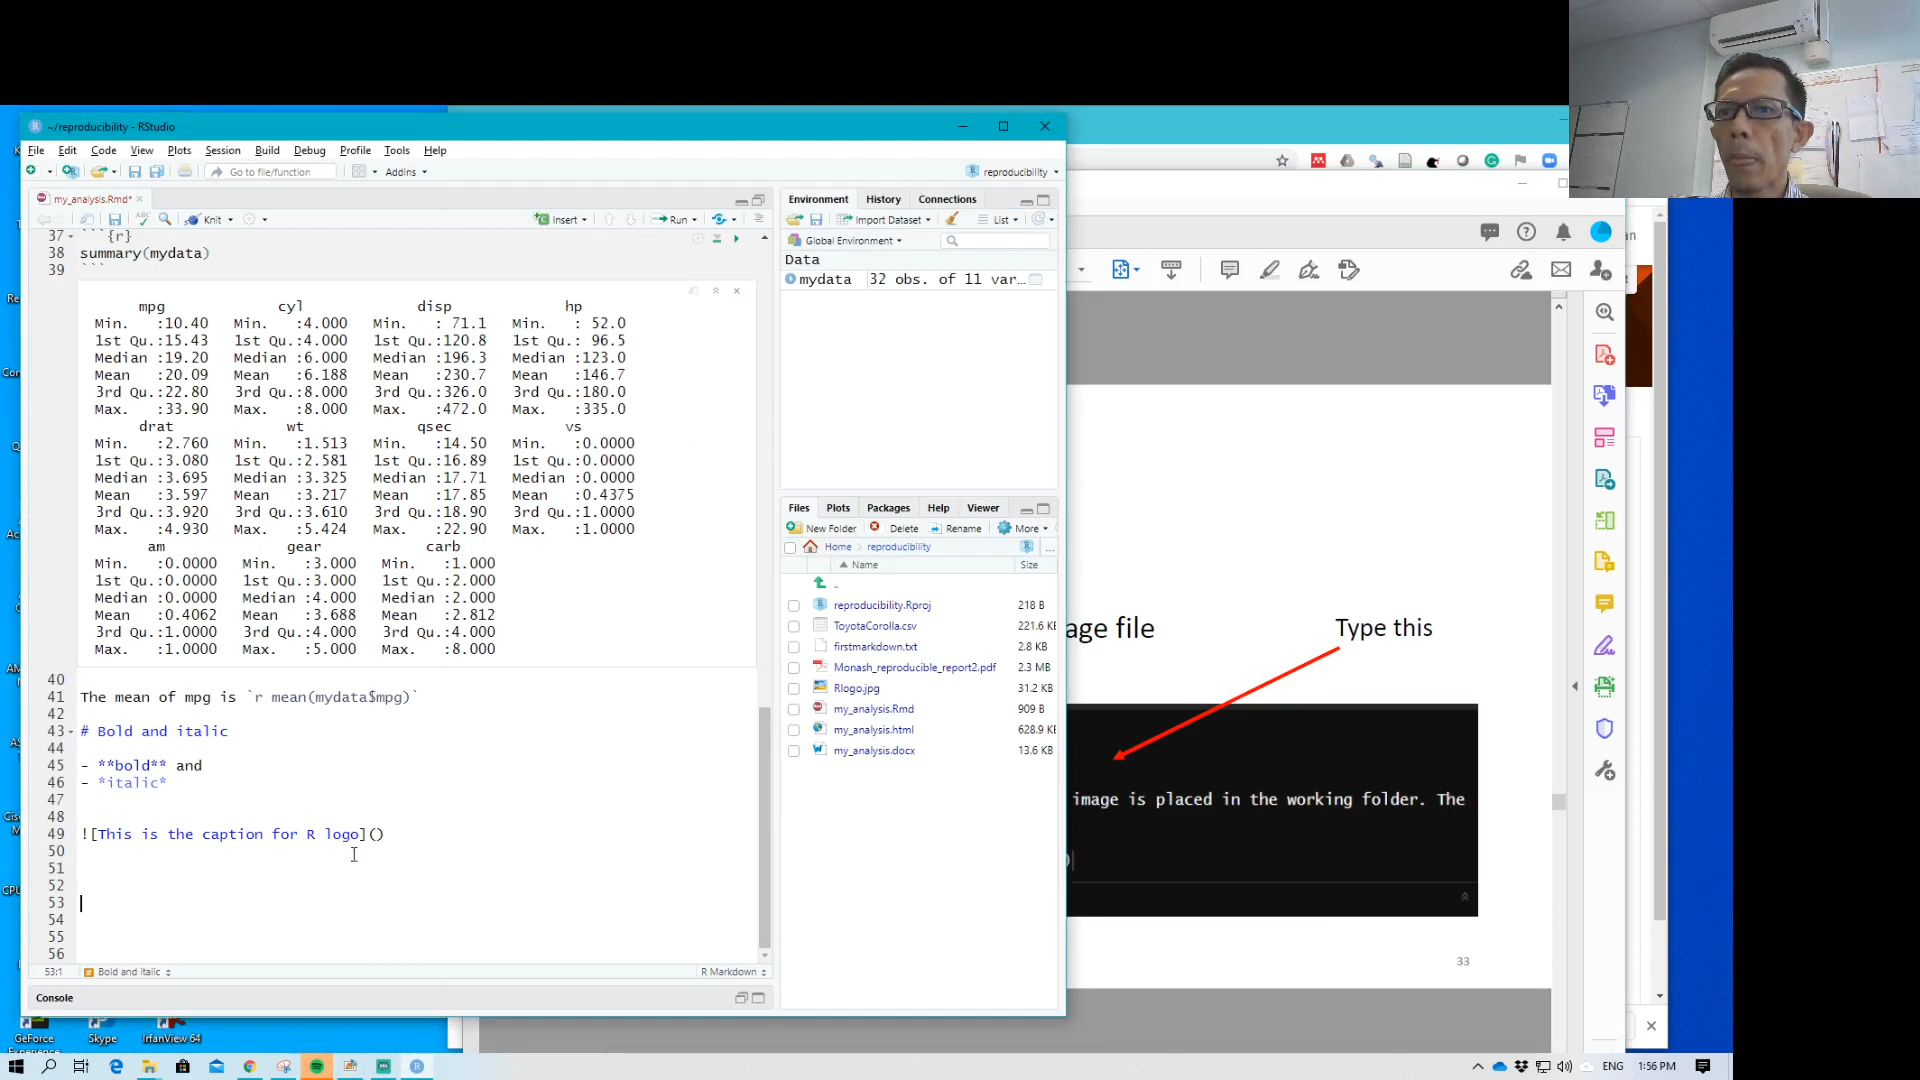 ~/reproducibility - RStudio
File Edit Code View Plots Session Build Debug Profile Tools Help
Go to file/function
Addins
reproducibility
my_analysis.Rmd*
Knit
Insert
Run
37 ```{r}
38 summary(mydata)
39 ```
mpg cyl disp hp
Min. :10.40 Min. :4.000 Min. : 71.1 Min. : 52.0
1st Qu.:15.43 1st Qu.:4.000 1st Qu.:120.8 1st Qu.: 96.5
Median :19.20 Median :6.000 Median :196.3 Median :123.0
Mean :20.09 Mean :6.188 Mean :230.7 Mean :146.7
3rd Qu.:22.80 3rd Qu.:8.000 3rd Qu.:326.0 3rd Qu.:180.0
Max. :33.90 Max. :8.000 Max. :472.0 Max. :335.0
drat wt qsec vs
Min. :2.760 Min. :1.513 Min. :14.50 Min. :0.0000
1st Qu.:3.080 1st Qu.:2.581 1st Qu.:16.89 1st Qu.:0.0000
Median :3.695 Median :3.325 Median :17.71 Median :0.0000
Mean :3.597 Mean :3.217 Mean :17.85 Mean :0.4375
3rd Qu.:3.920 3rd Qu.:3.610 3rd Qu.:18.90 3rd Qu.:1.0000
Max. :4.930 Max. :5.424 Max. :22.90 Max. :1.0000
am gear carb
Min. :0.0000 Min. :3.000 Min. :1.000
1st Qu.:0.0000 1st Qu.:3.000 1st Qu.:2.000
Median :0.0000 Median :4.000 Median :2.000
Mean :0.4062 Mean :3.688 Mean :2.812
3rd Qu.:1.0000 3rd Qu.:4.000 3rd Qu.:4.000
Max. :1.0000 Max. :5.000 Max. :8.000
40
41 The mean of mpg is `r mean(mydata$mpg)`
42
43 # Bold and italic
44
45 - **bold** and
46 - *italic*
47
48
49 ![This is the caption for R logo]()
50
51
52
53
54
55
56
53:1 Bold and italic R Markdown
Console
Environment History Connections
Import Dataset List
Global Environment
Data
mydata 32 obs. of 11 var...
Files Plots Packages Help Viewer
New Folder Delete Rename More
Home reproducibility ...
Name Size
..
reproducibility.Rproj 218 B
ToyotaCorolla.csv 221.6 KE
firstmarkdown.txt 2.8 KB
Monash_reproducible_report2.pdf 2.3 MB
Rlogo.jpg 31.2 KE
my_analysis.Rmd 909 B
my_analysis.html 628.9 KE
my_analysis.docx 13.6 KB
age file
Type this
image is placed in the working folder. The
33
GeForce
Experience
Skype
IrfanView 64
ENG
1:56 PM